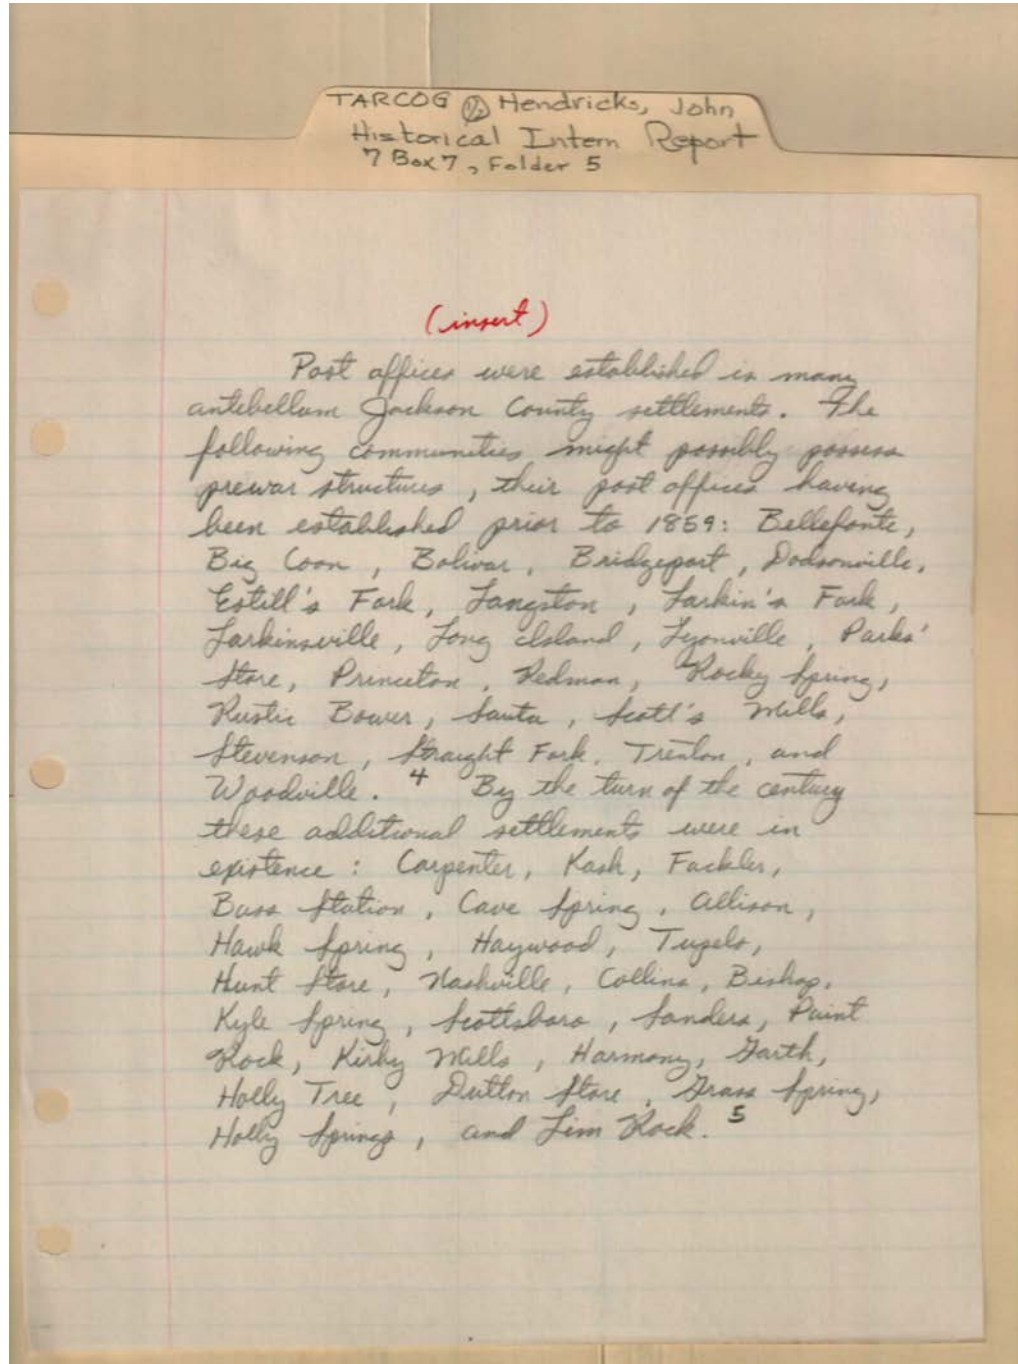 TARCOG 1/2 Hendricks, John
Historical Intern Report
7 Box 7, Folder 5
(insert)
Post offices were established in many
antebellum Jackson County settlements. The
following communities might possibly possess
prewar structures, their post offices having
been established prior to 1859: Bellefonte,
Big Coon, Bolivar, Bridgeport, Dodsonville,
Estill's Fork, Langston, Larkin's Fork,
Larkinsville, Long Island, Lyonville, Parks'
Store, Princeton, Redman, Rocky Spring,
Rustic Bower, Santa, Scott's Mills,
Stevenson, Straight Fork, Trenton, and
Woodville. 4 By the turn of the century
these additional settlements were in
existence: Carpenter, Kash, Fackler,
Bass Station, Cave Spring, Allison,
Hawk Spring, Haywood, Tupelo,
Hunt Store, Nashville, Collins, Bishop,
Kyle Spring, Scottsboro, Sanders, Paint
Rock, Kirby Mills, Harmony, Garth,
Holly Tree, Dutton Store, Grass Spring,
Holly Springs, and Lim Rock. 5